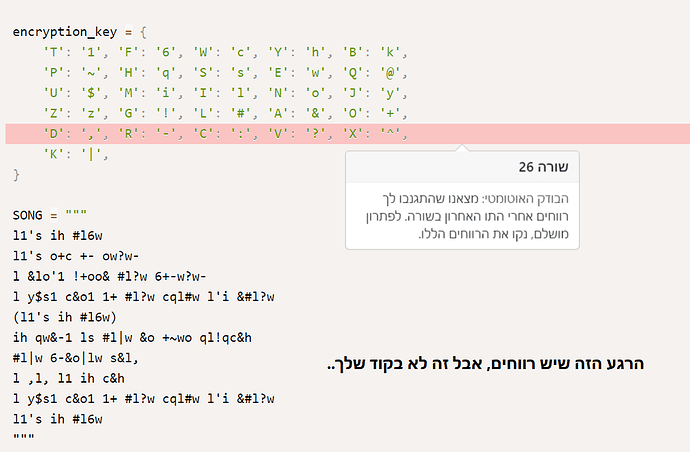 encryption_key = {
'T': '1', 'F': '6', 'W': 'c', 'Y': 'h', 'B': 'k',
'P': '~', 'H': 'q', 'S': 's', 'E': 'w', 'Q': '@',
'U': '$', 'M': 'i', 'I': 'l', 'N': 'o', 'J': 'y',
'Z': 'z', 'G': '!', 'L': '#', 'A': '&', 'O': '+',
'D': ',', 'R': '-', 'C': ':', 'V': '?', 'X': '^',
'K': '|',
}
שורה 26
הבודק האוטומטי: מצאנו שהתגנבו לך
רווחים אחרי התו האחרון בשורה. לפתרון
מושלם, נקו את הרווחים הללו.
SONG = """
l1's ih #l6w
l1's o+c +- ow?w-
l &lo'1 !+oo& #l?w 6+-w?w-
l y$s1 c&o1 1+ #l?w cql#w l'i &#l?w
(l1's ih #l6w)
ih qw&-1 ls #l|w &o +~wo ql!qc&h
#l|w 6-&o|lw s&l,
l ,l, l1 ih c&h
l y$s1 c&o1 1+ #l?w cql#w l'i &#l?w
l1's ih #l6w
"""
הרגע הזה שיש רווחים, אבל זה לא בקוד שלך..